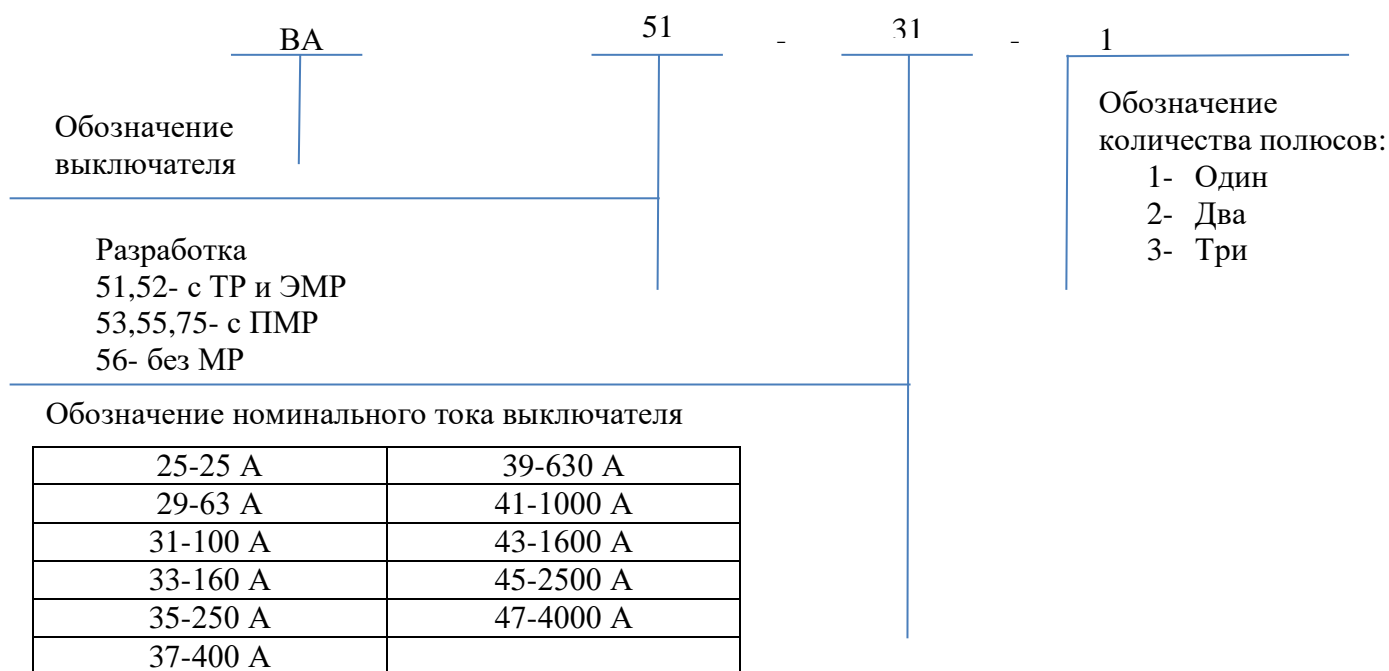 ВА 51 - 31 - 1
Обозначение
выключателя
Обозначение
количества полюсов:
1- Один
2- Два
3- Три
Разработка
51,52- с ТР и ЭМР
53,55,75- с ПМР
56- без МР
Обозначение номинального тока выключателя
25-25 А 39-630 А
29-63 А 41-1000 А
31-100 А 43-1600 А
33-160 А 45-2500 А
35-250 А 47-4000 А
37-400 А